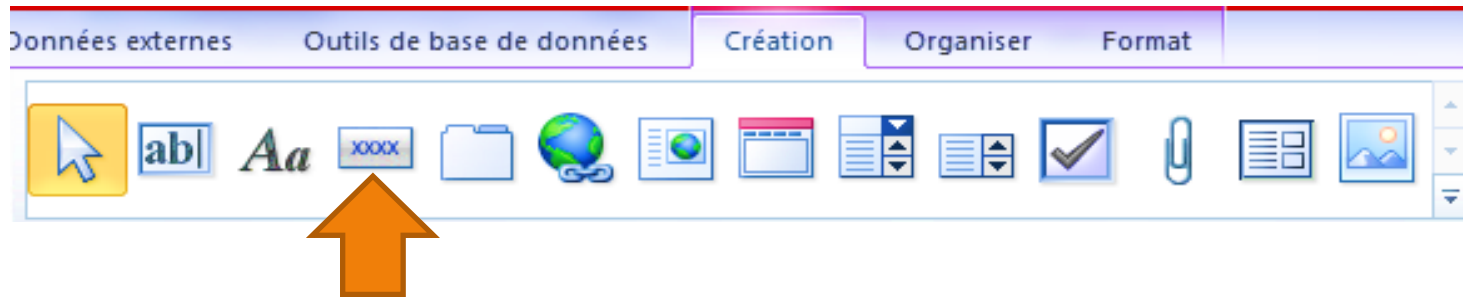 Données externes Outils de base de données Création Organiser Format
ab Aa xxxx